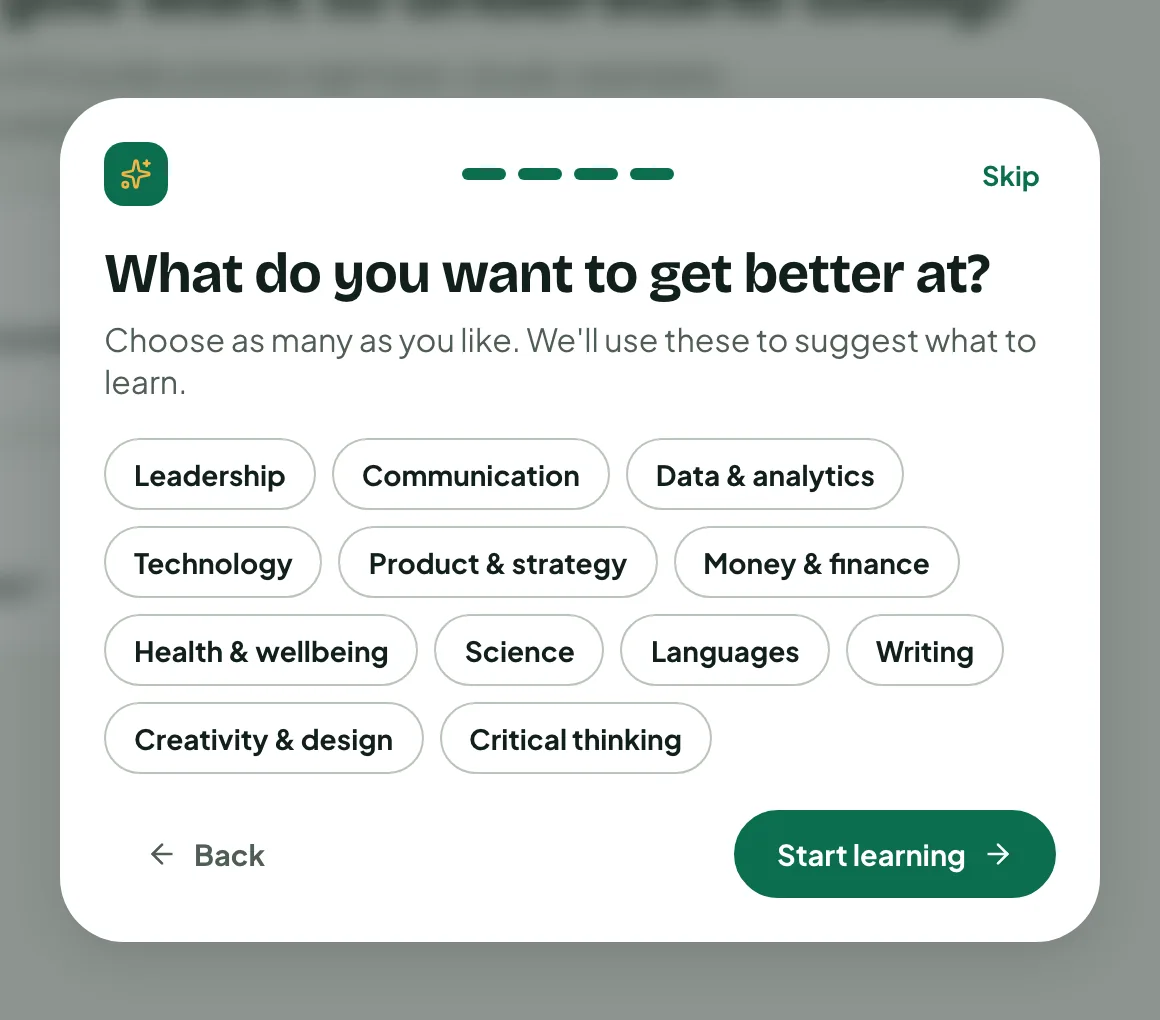 Skip
What do you want to get better at?
Choose as many as you like. We'll use these to suggest what to
learn.
Leadership
Communication
Data & analytics
Technology
Product & strategy
Money & finance
Health & wellbeing
Science
Languages
Writing
Creativity & design
Critical thinking
Back
Start learning